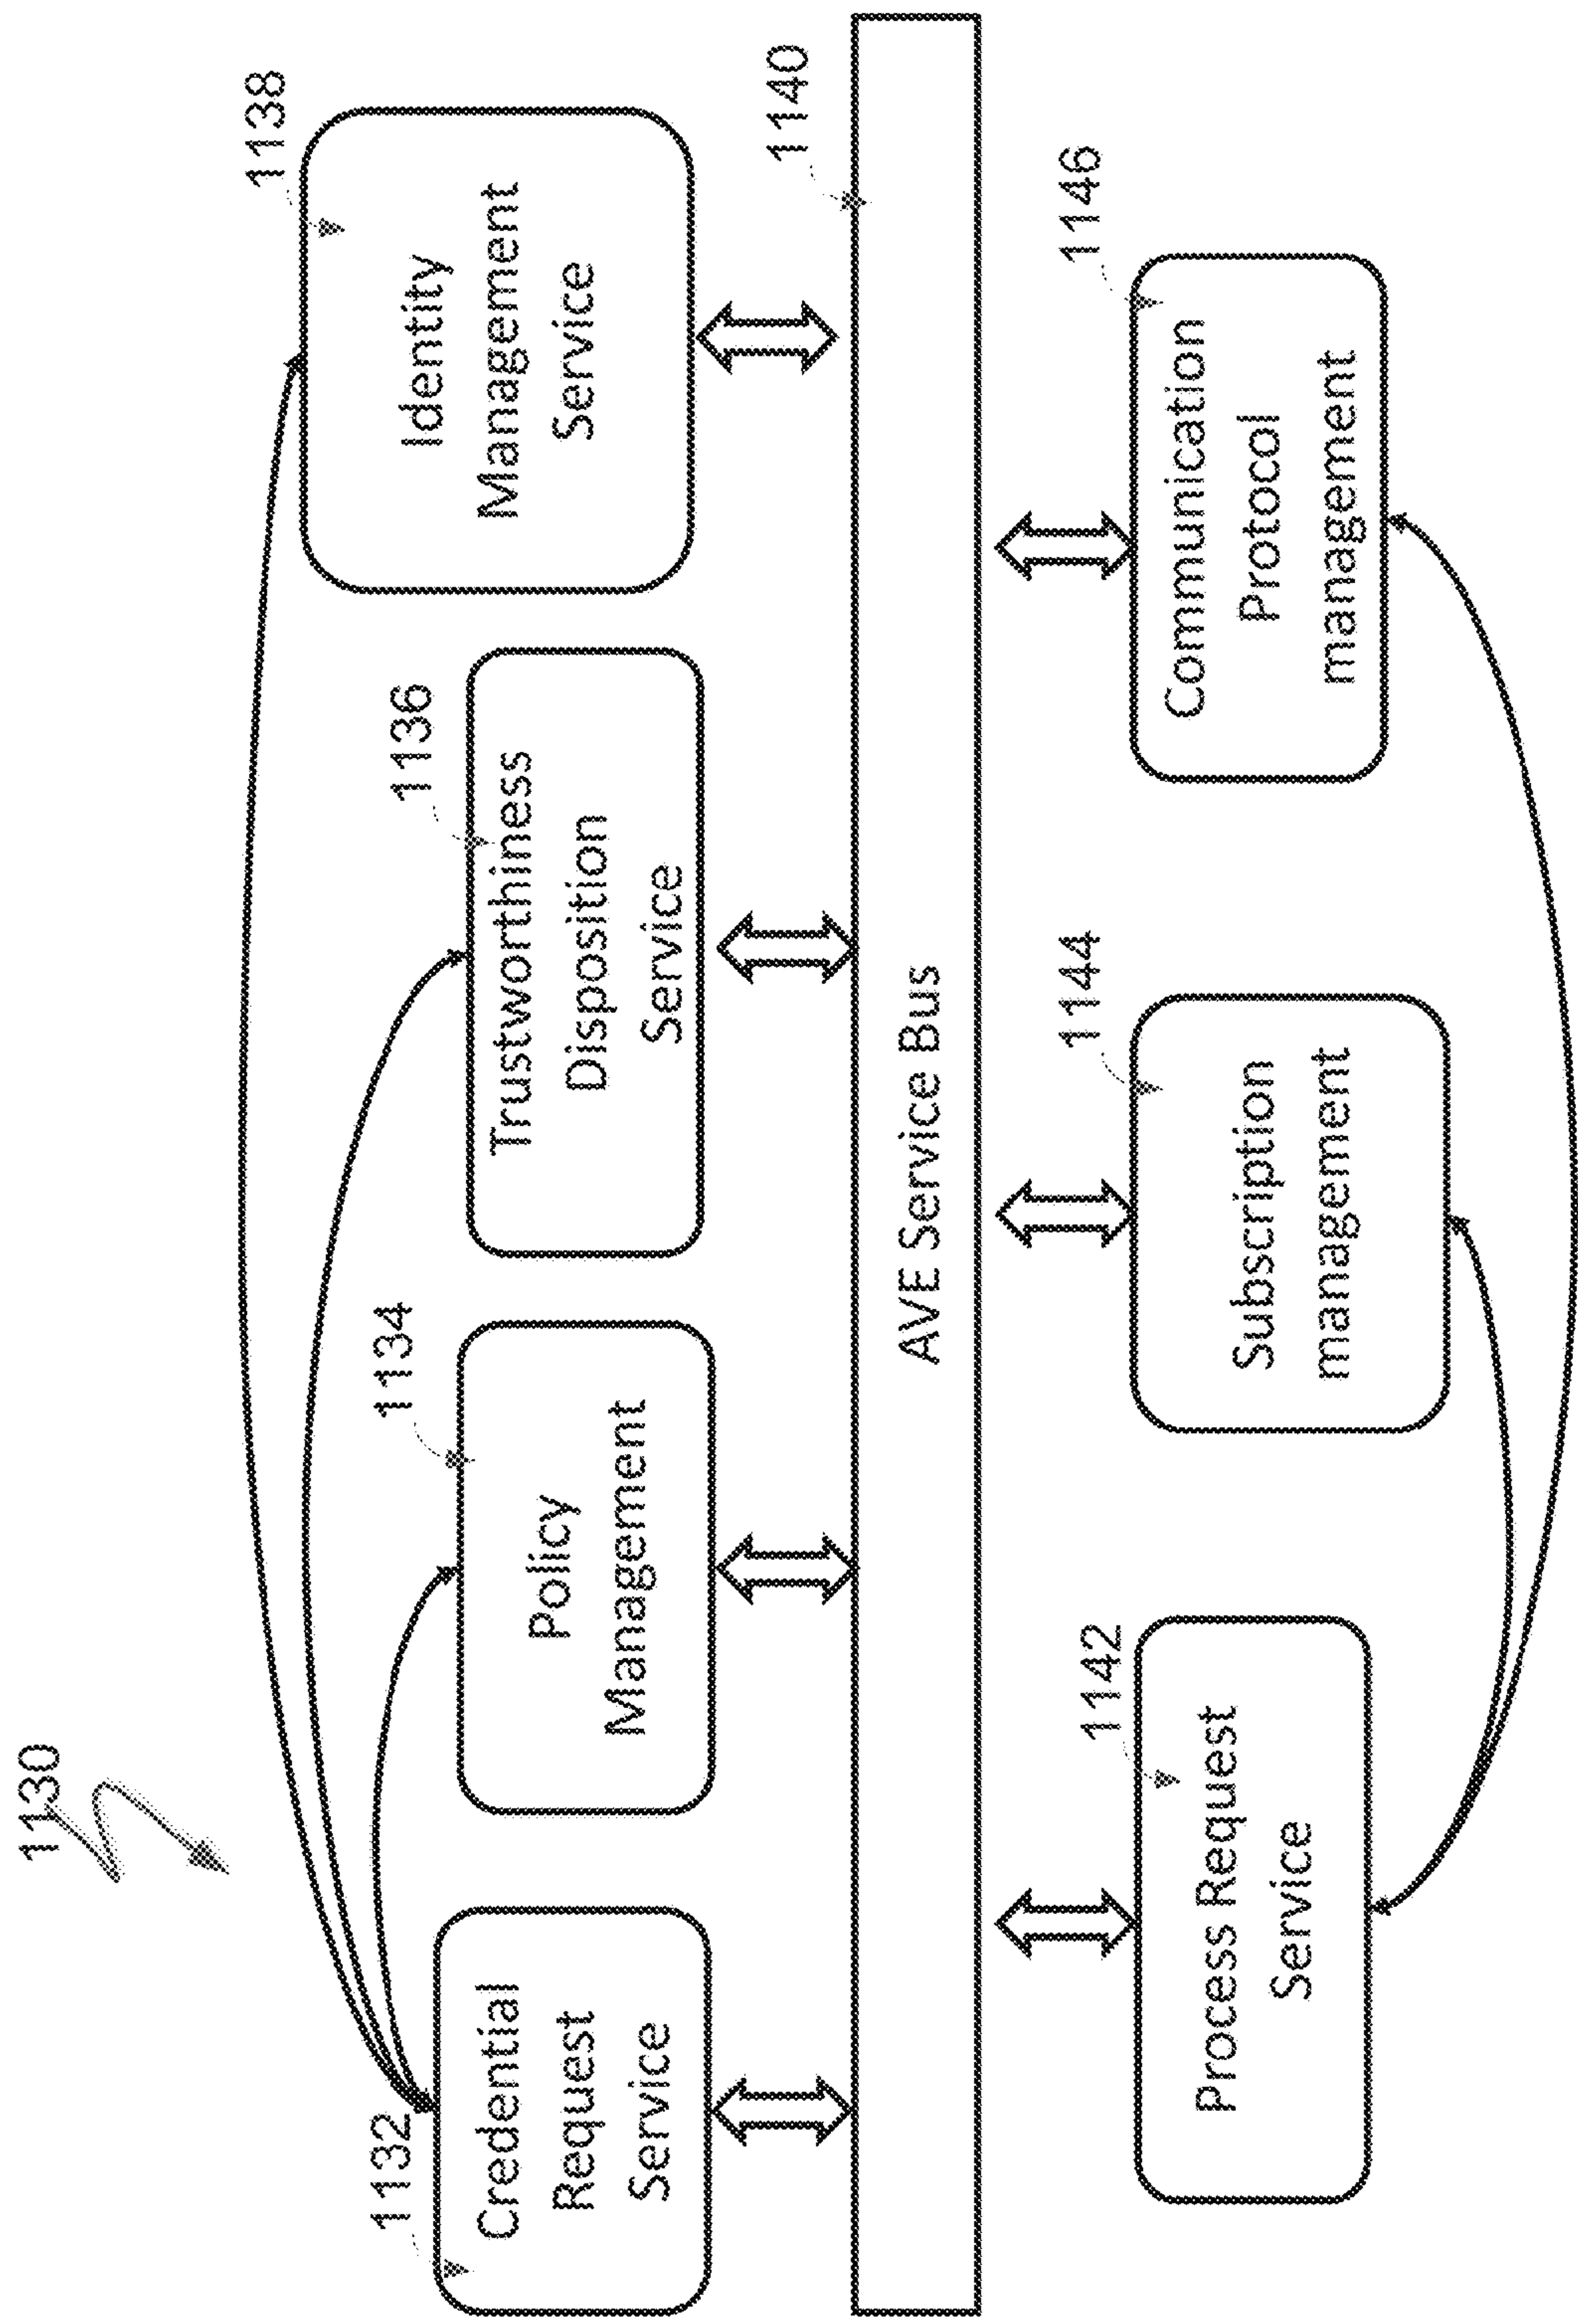 1130
1132
Credential
Request
Service
1134
Policy
Management
1136
Trustworthiness
Disposition
Service
1138
Identity
Management
Service
AVE Service Bus
1140
1142
Process Request
Service
1144
Subscription
management
1146
Communication
Protocol
management